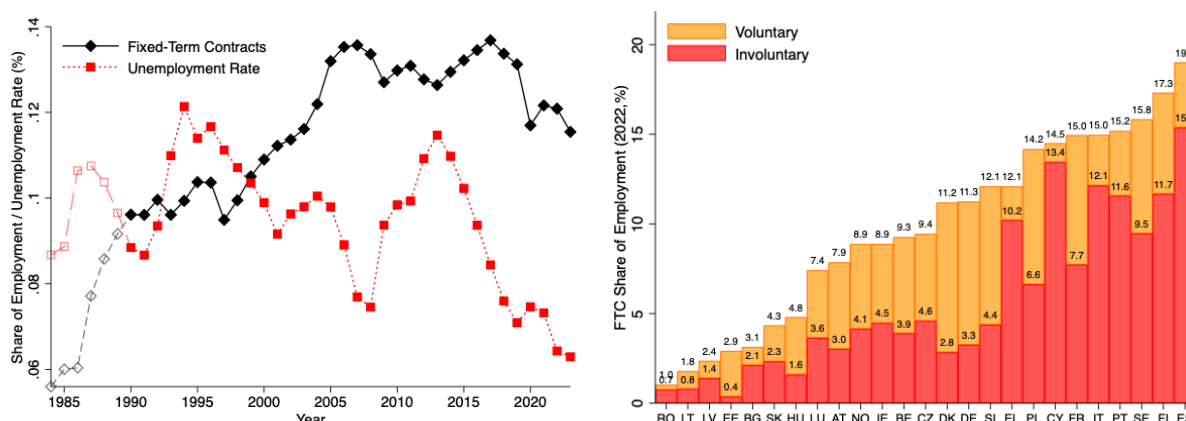 .14
.12
.1
.08
.06
Share of Employment / Unemployment Rate (%)
Fixed-Term Contracts
Unemployment Rate
1985 1990 1995 2000 2005 2010 2015 2020
Year
20
15
10
5
0
FTC Share of Employment (2022,%)
Voluntary
Involuntary
1.0 1.8 2.4 2.9 3.1 4.3 4.8 7.4 7.9 8.9 8.9 9.3 9.4 11.2 11.3 12.1 12.1 14.2 14.5 15.0 15.0 15.2 15.8 17.3
0.7 0.8 1.4 0.4 2.1 2.3 1.6 3.6 3.0 4.1 4.5 3.9 4.6 2.8 3.3 4.4 10.2 6.6 13.4 7.7 12.1 11.6 9.5 11.7
RO LT LV EE BG SK HU LU AT NO IE BE CZ DK DE SI EL PL CY FR IT PT SE FI